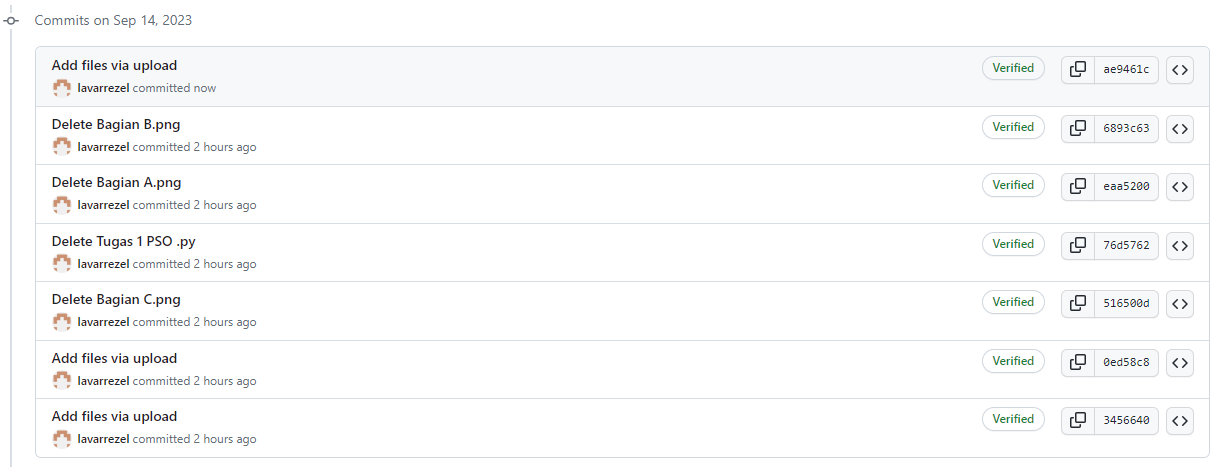 Commits on Sep 14, 2023
Add files via upload
lavarrezel committed now
Verified
ae9461c
Delete Bagian B.png
lavarrezel committed 2 hours ago
Verified
6893c63
Delete Bagian A.png
lavarrezel committed 2 hours ago
Verified
eaa5200
Delete Tugas 1 PSO .py
lavarrezel committed 2 hours ago
Verified
76d5762
Delete Bagian C.png
lavarrezel committed 2 hours ago
Verified
516500d
Add files via upload
lavarrezel committed 2 hours ago
Verified
0ed58c8
Add files via upload
lavarrezel committed 2 hours ago
Verified
3456640